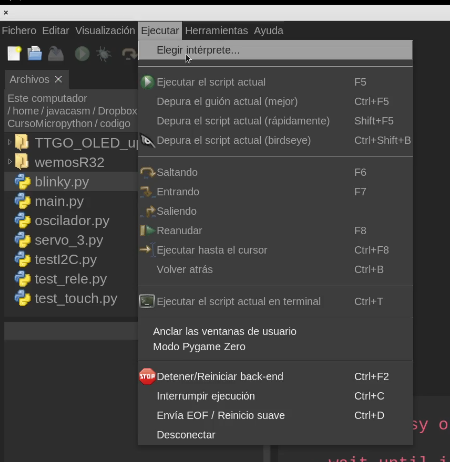 Fichero Editar Visualización Ejecutar Herramientas Ayuda
Elegir intérprete...
Archivos
Ejecutar el script actual F5
Este computador
Depura el guión actual (mejor) Ctrl+F5
/ home / javacasm / Dropbox
Depura el script actual (rápidamente) Shift+F5
CursoMicropython / codigo
Depura el script actual (birdseye) Ctrl+Shift+B
TTGO_OLED_u
wemosR32
Saltando F6
blinky.py
Entrando F7
main.py
Saliendo
oscilador.py
Reanudar F8
servo_3.py
Ejecutar hasta el cursor Ctrl+F8
testI2C.py
Volver atrás Ctrl+B
test_rele.py
test_touch.py
Ejecutar el script actual en terminal Ctrl+T
Anclar las ventanas de usuario
Modo Pygame Zero
STOP Detener/Reiniciar back-end Ctrl+F2
Interrumpir ejecución Ctrl+C
Envía EOF / Reinicio suave Ctrl+D
sy o
Desconectar
wait until i